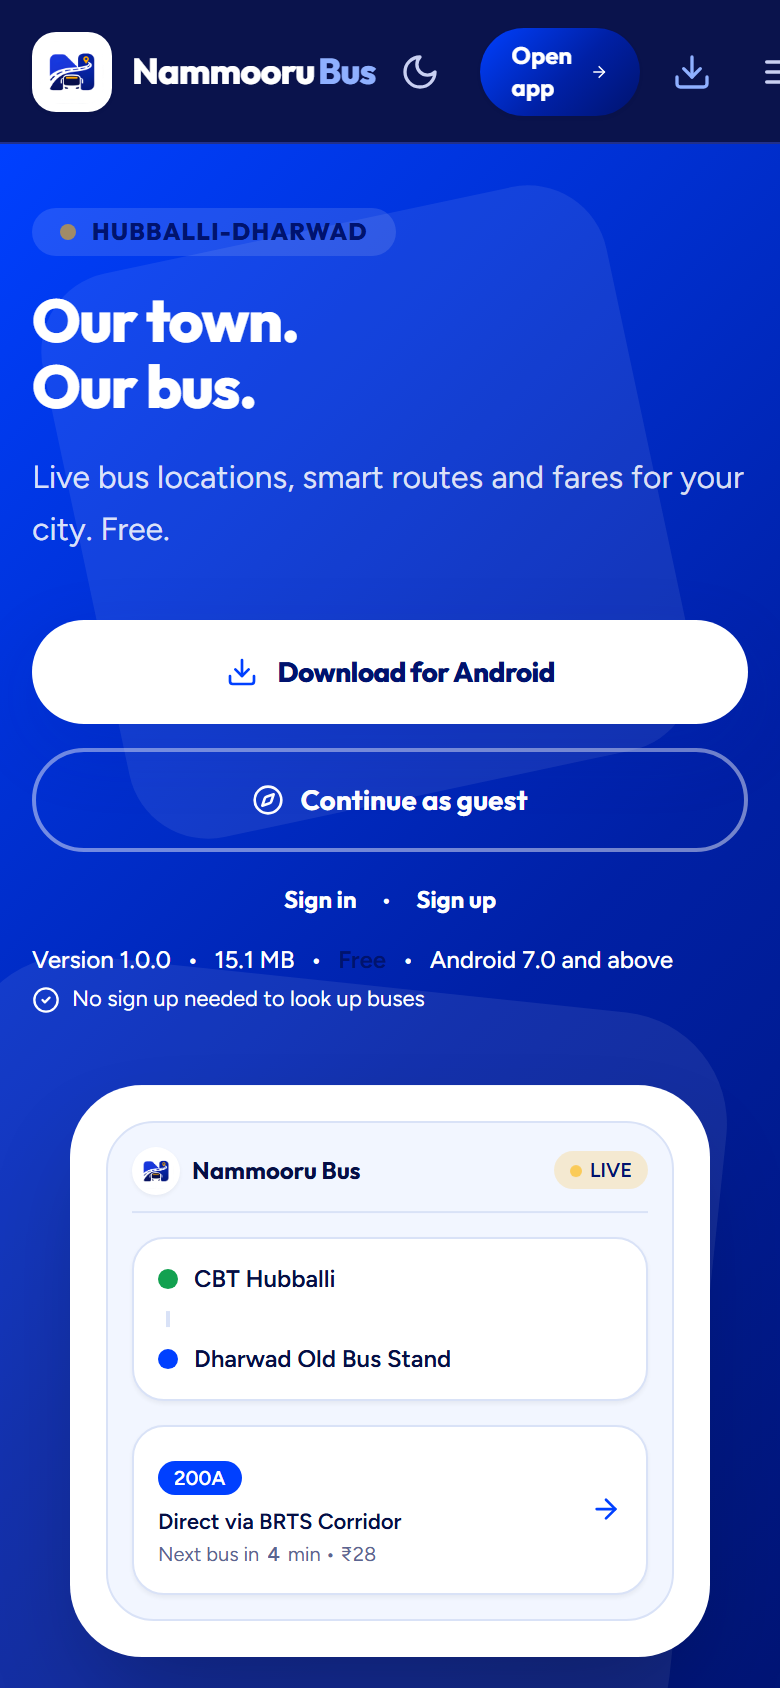 Nammooru Bus
Open
app
HUBBALLI-DHARWAD
Our town.
Our bus.
Live bus locations, smart routes and fares for your
city. Free.
Download for Android
Continue as guest
Sign in • Sign up
Version 1.0.0 • 15.1 MB • Free • Android 7.0 and above
No sign up needed to look up buses
Nammooru Bus
LIVE
CBT Hubballi
Dharwad Old Bus Stand
200A
Direct via BRTS Corridor
Next bus in 4 min • ₹28